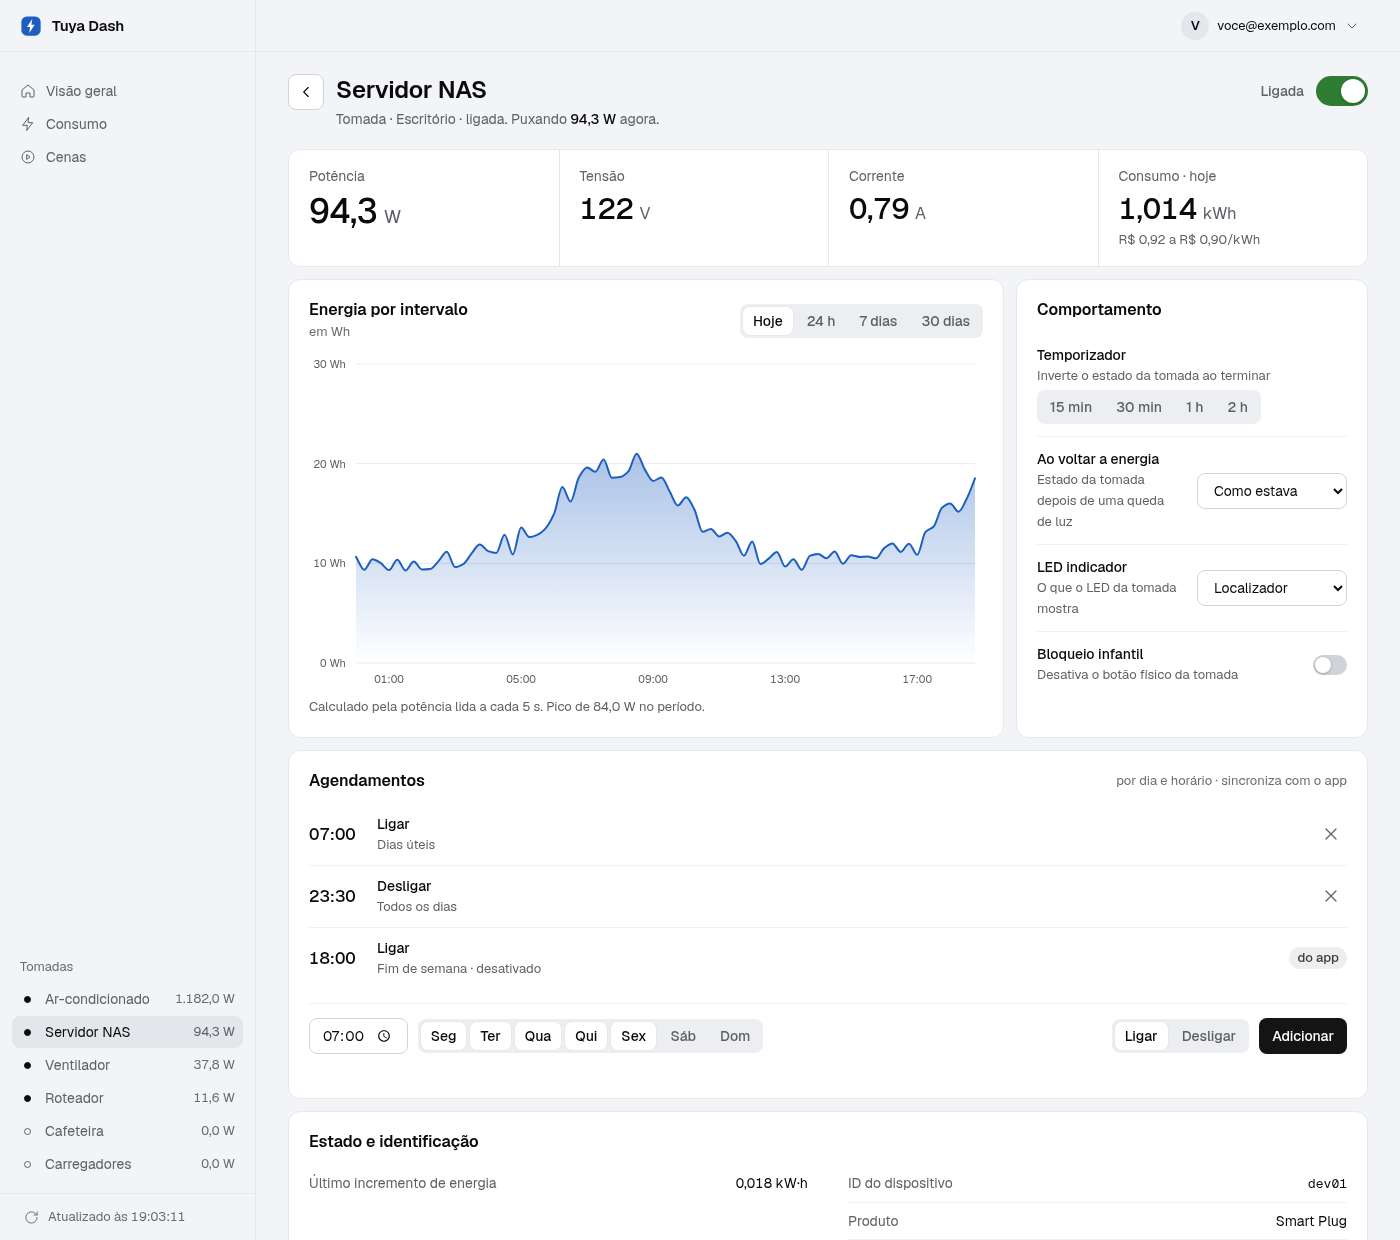 Tuya Dash
voce@exemplo.com
V
Visão geral
Consumo
Cenas
Servidor NAS
Tomada · Escritório · ligada. Puxando 94,3 W agora.
Ligada
Potência
94,3 W
Tensão
122 V
Corrente
0,79 A
Consumo · hoje
1,014 kWh
R$ 0,92 a R$ 0,90/kWh
Energia por intervalo
em Wh
Hoje 24 h 7 dias 30 dias
30 Wh
20 Wh
10 Wh
0 Wh
01:00 05:00 09:00 13:00 17:00
Calculado pela potência lida a cada 5 s. Pico de 84,0 W no período.
Comportamento
Temporizador
Inverte o estado da tomada ao terminar
15 min 30 min 1 h 2 h
Ao voltar a energia
Estado da tomada
depois de uma queda
de luz
Como estava
LED indicador
O que o LED da tomada
mostra
Localizador
Bloqueio infantil
Desativa o botão físico da tomada
Agendamentos
por dia e horário · sincroniza com o app
07:00
Ligar
Dias úteis
23:30
Desligar
Todos os dias
18:00
Ligar
Fim de semana · desativado
do app
07:00
Seg Ter Qua Qui Sex Sáb Dom
Ligar Desligar
Adicionar
Estado e identificação
Último incremento de energia 0,018 kW·h
ID do dispositivo dev01
Produto Smart Plug
Tomadas
Ar-condicionado 1.182,0 W
Servidor NAS 94,3 W
Ventilador 37,8 W
Roteador 11,6 W
Cafeteira 0,0 W
Carregadores 0,0 W
Atualizado às 19:03:11